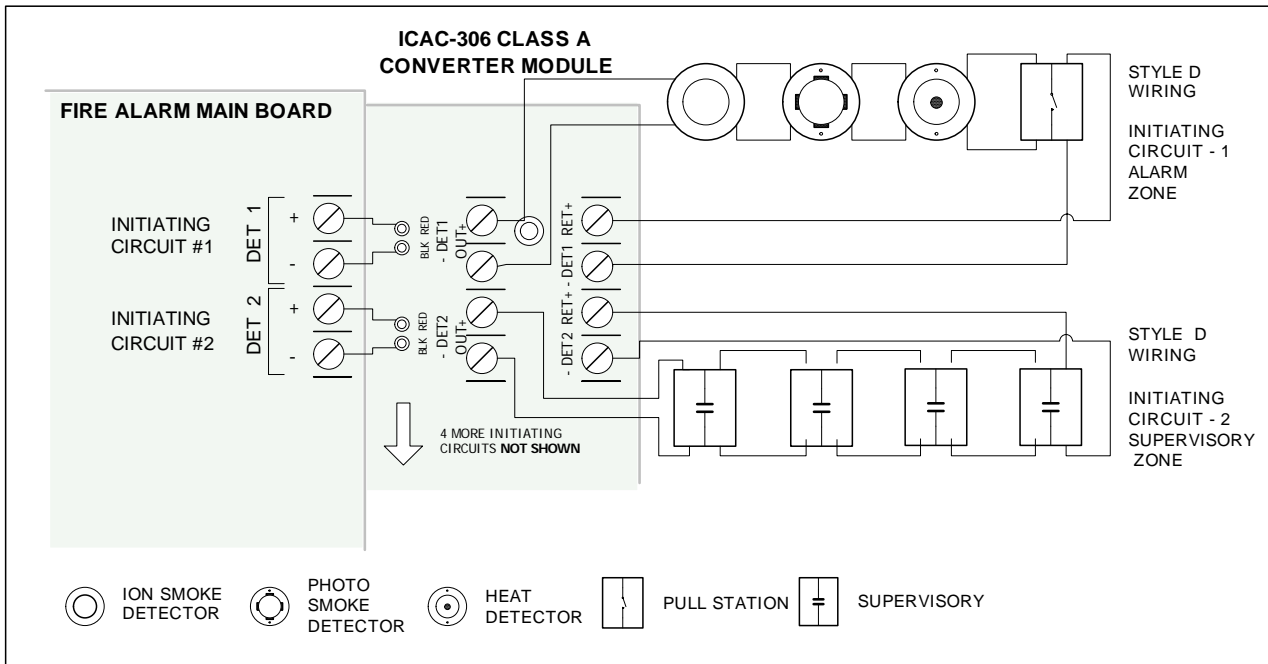 ICAC-306 CLASS A
CONVERTER MODULE
FIRE ALARM MAIN BOARD
STYLE D
WIRING
INITIATING
CIRCUIT - 1
ALARM
ZONE
INITIATING
CIRCUIT #1
DET 1
+
-
BLK RED
- DET1
OUT+
- DET1 RET+
INITIATING
CIRCUIT #2
DET 2
+
-
BLK RED
- DET2
OUT+
- DET2 RET+
STYLE D
WIRING
INITIATING
CIRCUIT - 2
SUPERVISORY
ZONE
4 MORE INITIATING
CIRCUITS NOT SHOWN
ION SMOKE
DETECTOR
PHOTO
SMOKE
DETECTOR
HEAT
DETECTOR
PULL STATION
SUPERVISORY